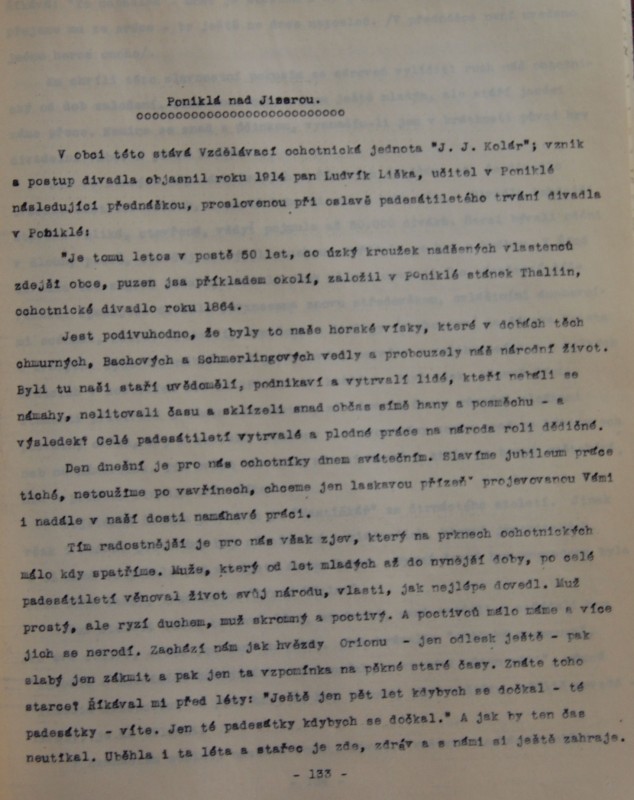 Poniklá nad Jiserou.
oooooooooooooooooooooooooooo
V obci této stává Vzdělávací ochotnická jednota "J. J. Kolár"; vznik
a postup divadla objasnil roku 1914 pan Ludvík Liška, učitel v Poniklé
následující přednáškou, proslovenou při oslavě padesátiletého trvání divadla
v Poniklé:
"Je tomu letos v postě 50 let, co úzký kroužek nadšených vlastenců
zdejší obce, puzen jsa příkladem okolí, založil v Poniklé stánek Thaliin,
ochotnické divadlo roku 1864.
Jest podivuhodno, že byly to naše horské vísky, které v dobách těch
chmurných, Bachových a Schmerlingových vedly a probouzely náš národní život.
Byli tu naši staří uvědomělí, podnikaví a vytrvalí lidé, kteří nebáli se
námahy, nelitovali času a sklízeli snad občas símě hany a posměchu - a
výsledek? Celé padesátiletí vytrvalé a plodné práce na národa roli dědičné.
Den dnešní je pro nás ochotníky dnem svátečním. Slavíme jubileum práce
tiché, netoužíme po vavřínech, chceme jen laskavou přízeň projevovanou Vámi
i nadále v naší dosti namáhavé práci.
Tím radostnější je pro nás však zjev, který na prknech ochotnických
málo kdy spatříme. Muže, který od let mladých až do nynější doby, po celé
padesátiletí věnoval život svůj národu, vlasti, jak nejlépe dovedl. Muž
prostý, ale ryzí duchem, muž skromný a poctivý. A poctivců málo máme a více
jich se nerodí. Zachází nám jak hvězdy Orionu - jen odlesk ještě - pak
slabý jen zákmit a pak jen ta vzpomínka na pěkné staré časy. Znáte toho
starce? Říkával mi před léty: "Ještě jen pět let kdybych se dočkal - té
padesátky - víte. Jen té padesátky kdybych se dočkal." A jak by ten čas
neutíkal. Uběhla i ta léta a stařec je zde, zdráv a s námi si ještě zahraje.
- 133 -